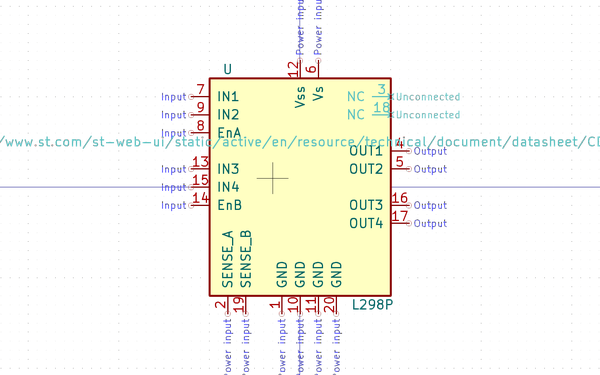 Power input
Power input
U
12
6
Vss
Vs
Input 7 IN1
NC 3 Unconnected
Input 9 IN2
NC 18 Unconnected
Input 8 EnA
/www.st.com/st-web-ui/static/active/en/resource/technical/document/datasheet/CD
OUT1 4 Output
Input 13 IN3
OUT2 5 Output
Input 15 IN4
Input 14 EnB
OUT3 16 Output
OUT4 17 Output
SENSE_A
SENSE_B
GND
GND
GND
GND
L298P
2
19
1
10
11
20
Power input
Power input
Power input
Power input
Power input
Power input